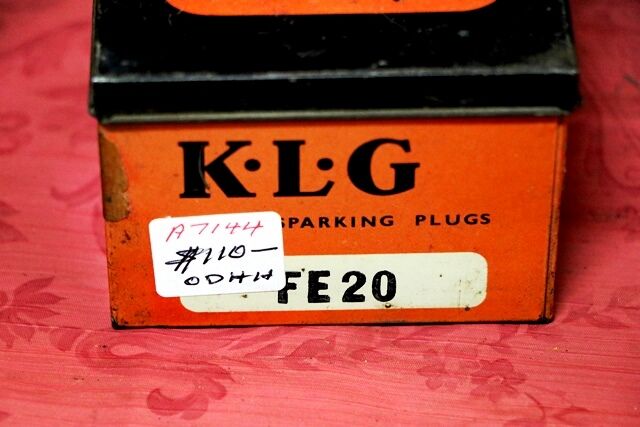 K·L·G
SPARKING PLUGS
A7144
$110—
ODHH
FE20